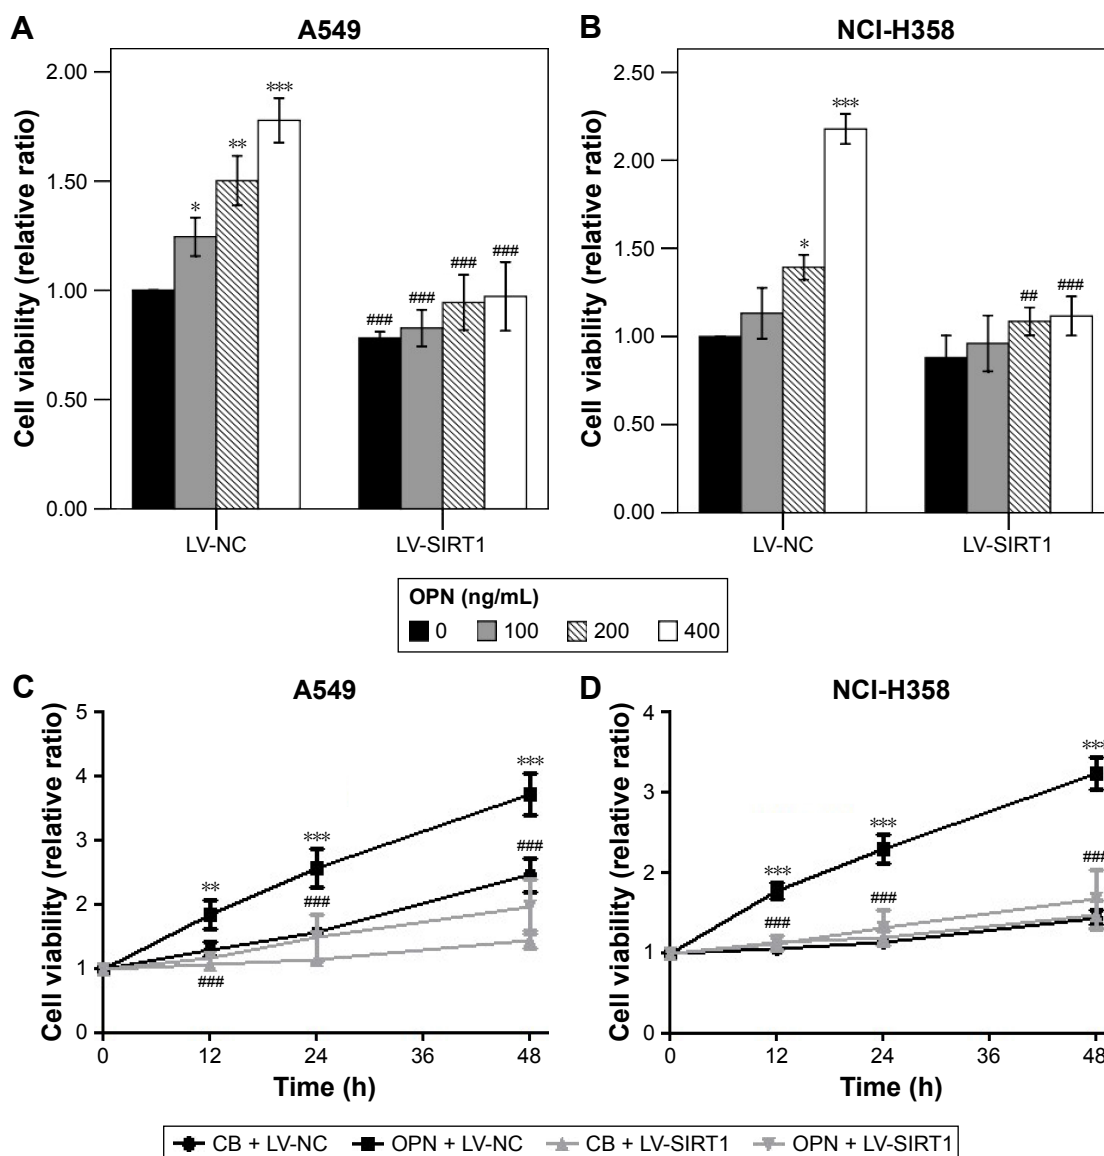 A
A549
Cell viability (relative ratio)
2.00
1.50
1.00
0.50
0.00
*
**
***
###
###
###
###
LV-NC
LV-SIRT1
B
NCI-H358
Cell viability (relative ratio)
2.50
2.00
1.50
1.00
0.50
0.00
*
***
##
###
LV-NC
LV-SIRT1
OPN (ng/mL)
0 100 200 400
C
A549
Cell viability (relative ratio)
5
4
3
2
1
0
**
***
***
###
###
###
0 12 24 36 48
Time (h)
D
NCI-H358
Cell viability (relative ratio)
4
3
2
1
0
***
***
***
###
###
###
0 12 24 36 48
Time (h)
CB + LV-NC OPN + LV-NC CB + LV-SIRT1 OPN + LV-SIRT1